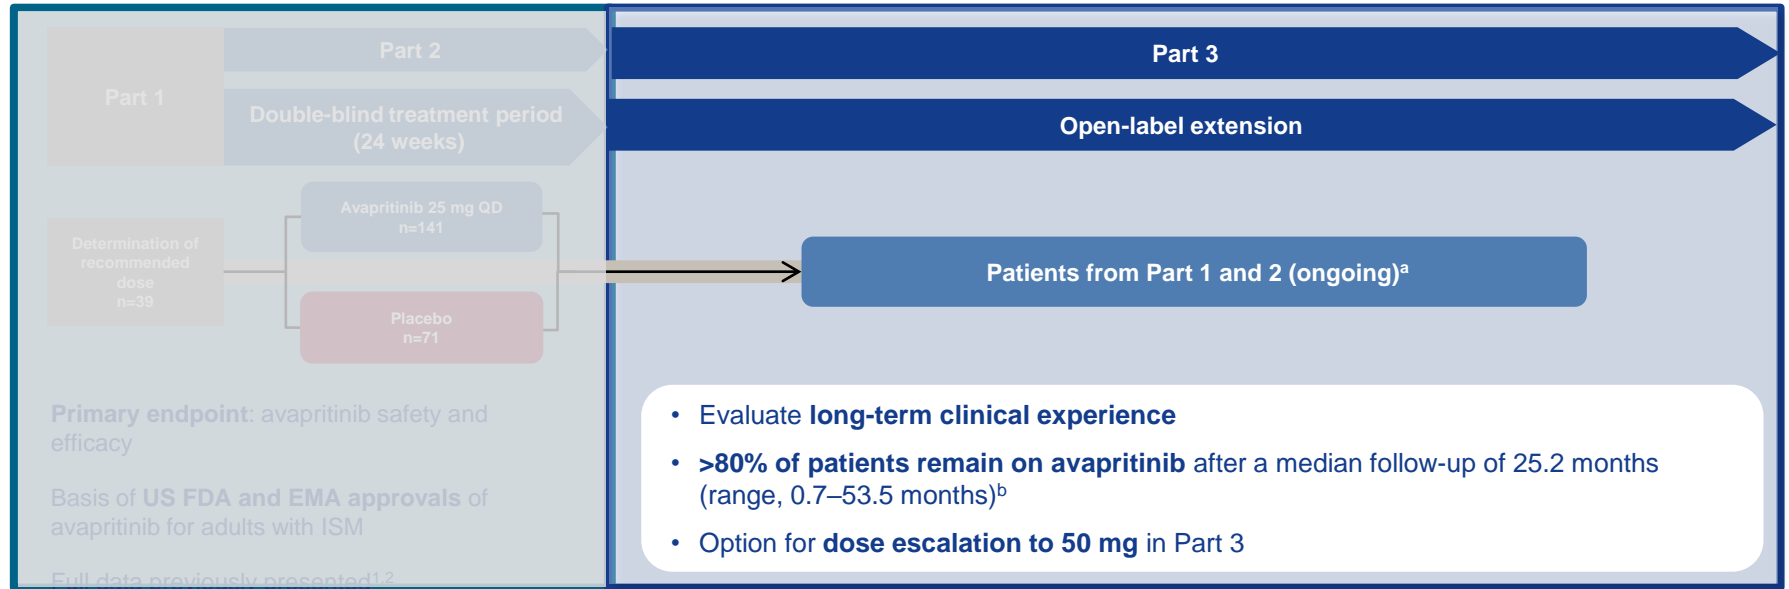 Part 1
Part 2
Double-blind treatment period
(24 weeks)
Determination of
recommended
dose
n=39
Avapritinib 25 mg QD
n=141
Placebo
n=71
Primary endpoint: avapritinib safety and
efficacy
Basis of US FDA and EMA approvals of
avapritinib for adults with ISM
Full data previously presented1,2
Part 3
Open-label extension
Patients from Part 1 and 2 (ongoing)a
• Evaluate long-term clinical experience
• >80% of patients remain on avapritinib after a median follow-up of 25.2 months
(range, 0.7–53.5 months)b
• Option for dose escalation to 50 mg in Part 3